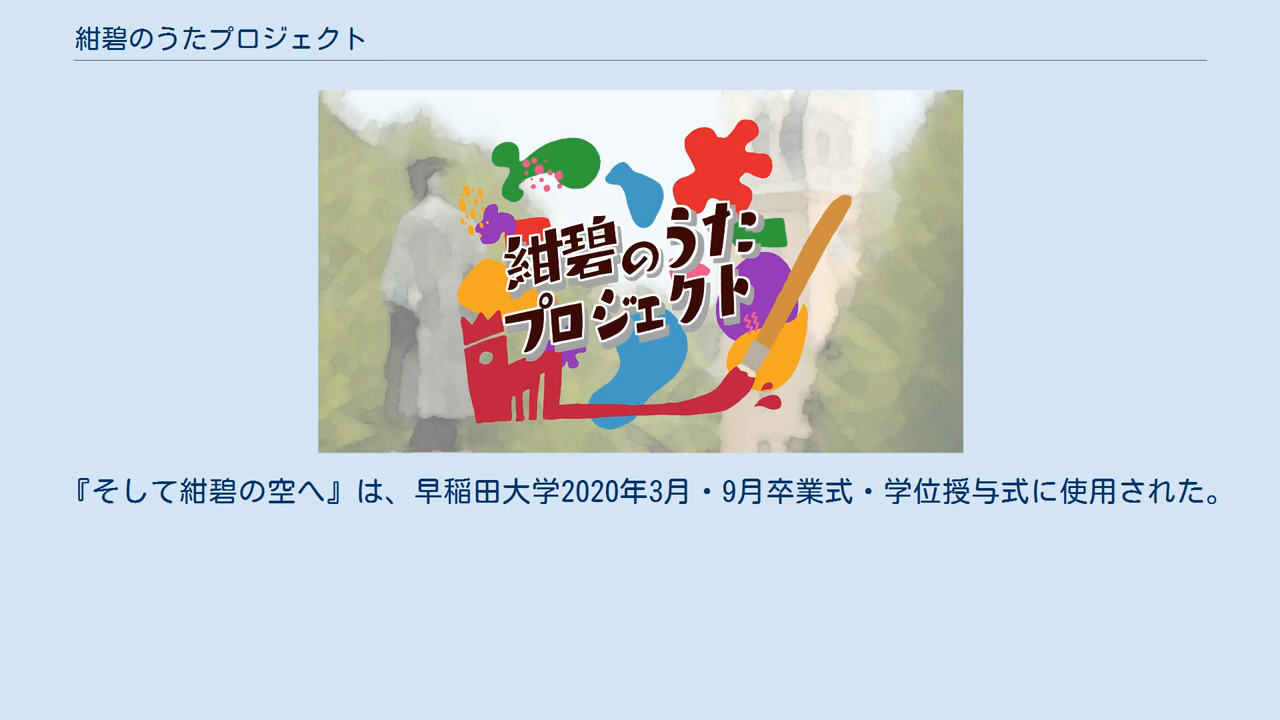 紺碧のうたプロジェクト
紺碧のうた
プロジェクト
『そして紺碧の空へ』は、早稲田大学2020年3月・9月卒業式・学位授与式に使用された。